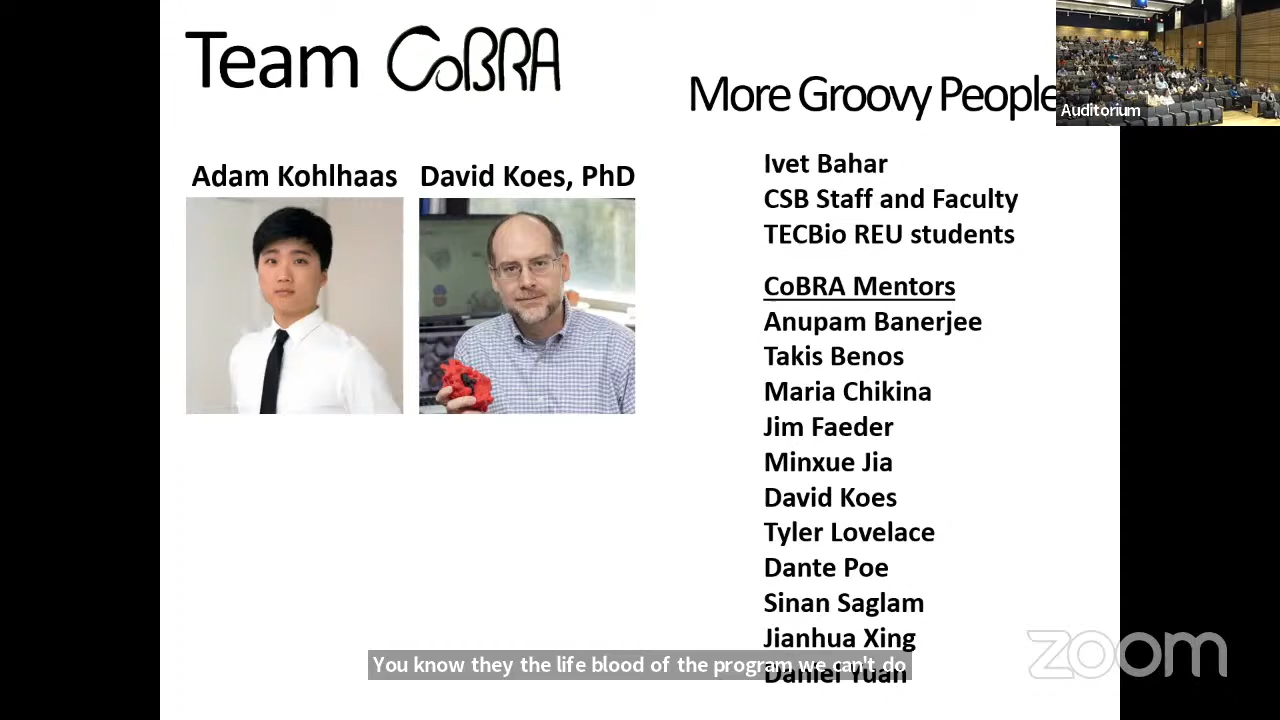 Team CoBRA
More Groovy People
Auditorium
Adam Kohlhaas
David Koes, PhD
Ivet Bahar
CSB Staff and Faculty
TECBio REU students
CoBRA Mentors
Anupam Banerjee
Takis Benos
Maria Chikina
Jim Faeder
Minxue Jia
David Koes
Tyler Lovelace
Dante Poe
Sinan Saglam
Jianhua Xing
Daniel Yuan
You know they the life blood of the program we can't do
zoom